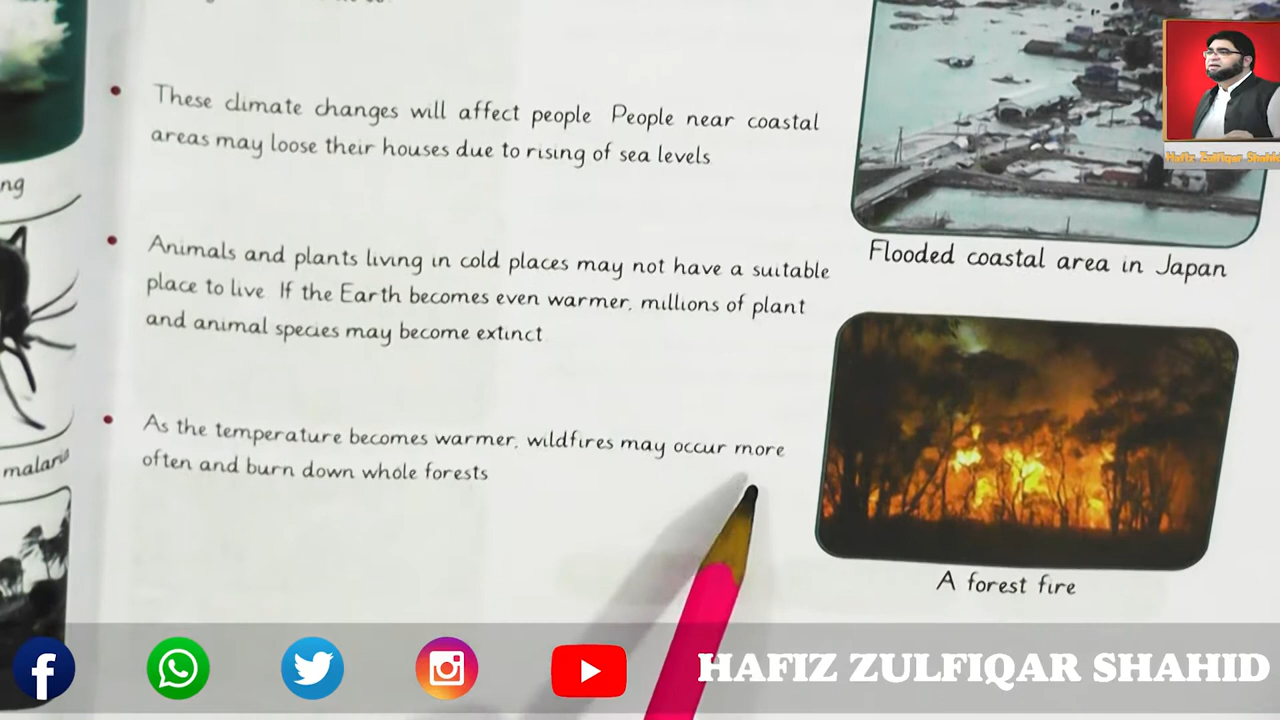 These climate changes will affect people People near coastal
areas may loose their houses due to rising of sea levels
Animals and plants living in cold places may not have a suitable
place to live If the Earth becomes even warmer, millions of plant
and animal species may become extinct
As the temperature becomes warmer, wildfires may occur more
often and burn down whole forests
Flooded coastal area in Japan
A forest fire
ng
malaria
Hafiz Zulfiqar Shahid
HAFIZ ZULFIQAR SHAHID